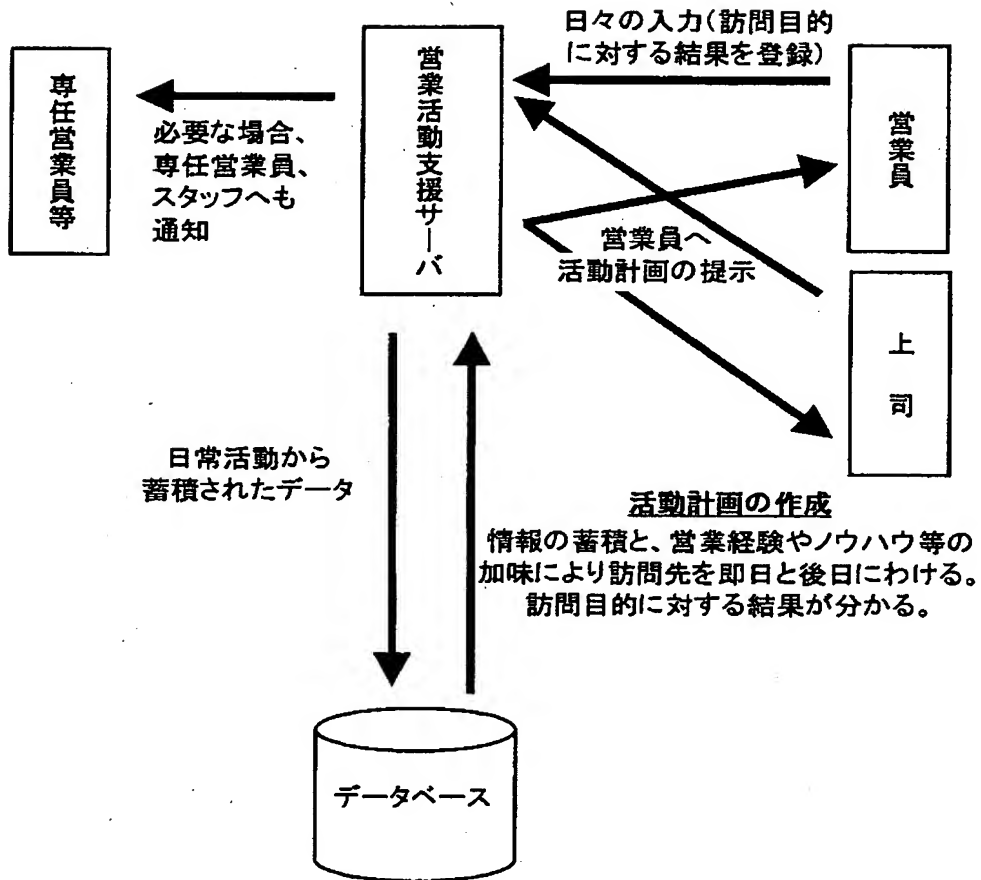 日々の入力(訪問目的
に対する結果を登録)
専任営業員等
営業活動支援サーバ
営業員
必要な場合、
専任営業員、
スタッフへも
通知
営業員へ
活動計画の提示
上司
日常活動から
蓄積されたデータ
活動計画の作成
情報の蓄積と、営業経験やノウハウ等の
加味により訪問先を即日と後日にわける。
訪問目的に対する結果が分かる。
データベース